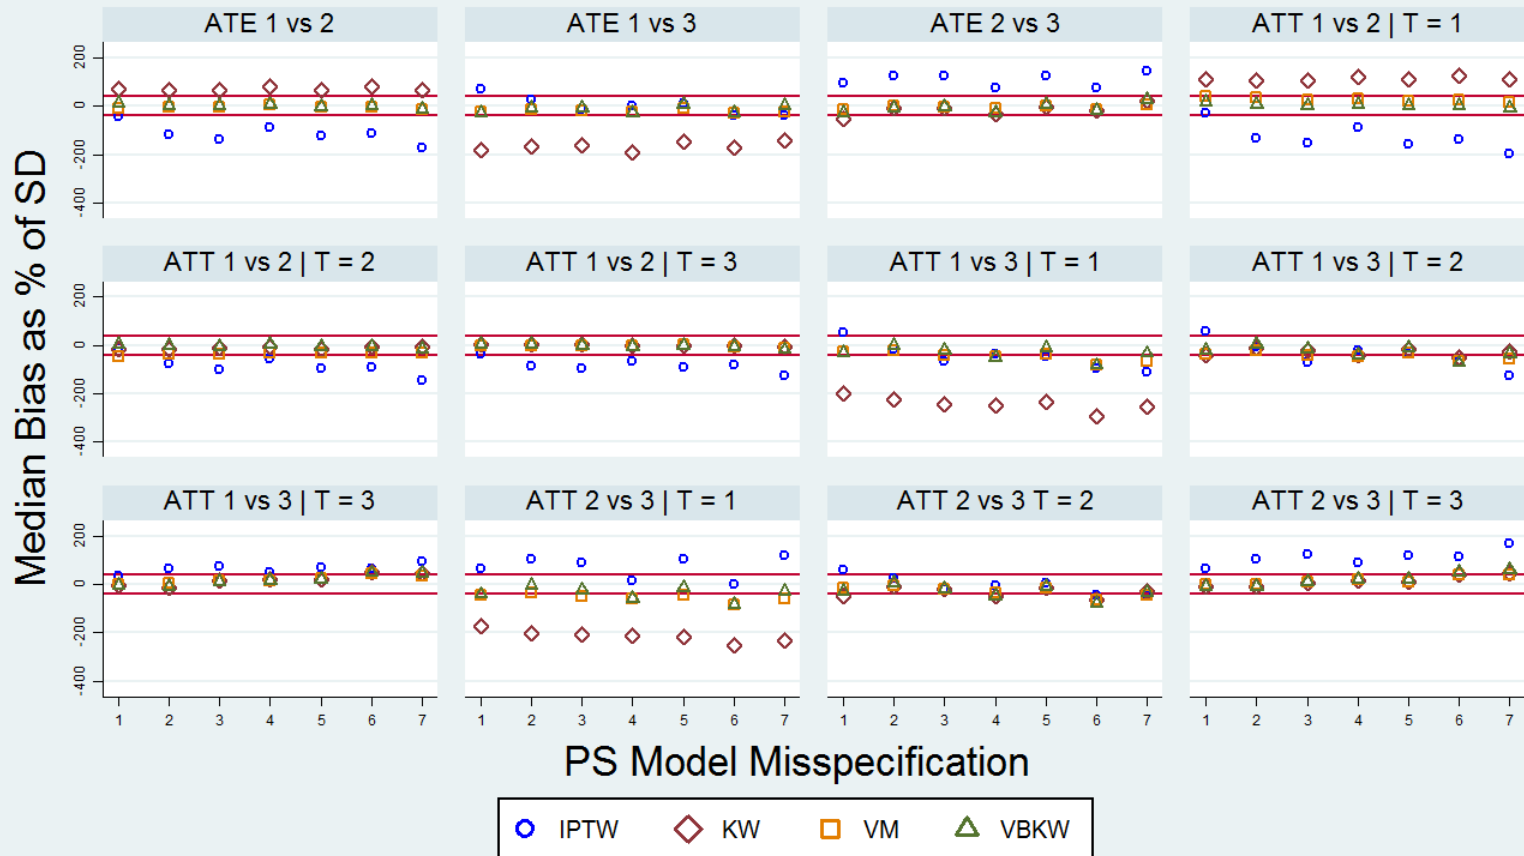 ATE 1 vs 2
ATE 1 vs 3
ATE 2 vs 3
ATT 1 vs 2 | T = 1
200
0
-200
-400
ATT 1 vs 2 | T = 2
ATT 1 vs 2 | T = 3
ATT 1 vs 3 | T = 1
ATT 1 vs 3 | T = 2
200
0
-200
-400
ATT 1 vs 3 | T = 3
ATT 2 vs 3 | T = 1
ATT 2 vs 3 T = 2
ATT 2 vs 3 | T = 3
200
0
-200
-400
1 2 3 4 5 6 7
1 2 3 4 5 6 7
1 2 3 4 5 6 7
1 2 3 4 5 6 7
Median Bias as % of SD
PS Model Misspecification
IPTW KW VM VBKW